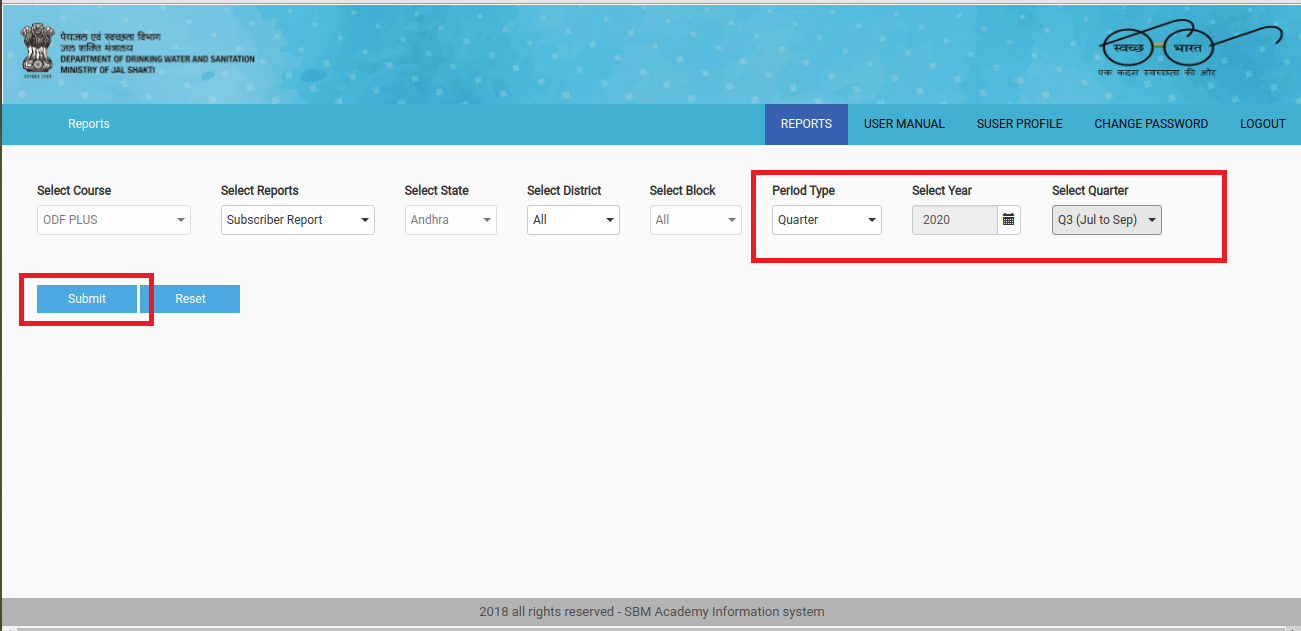 पेयजल एवं स्वच्छता विभाग
जल शक्ति मंत्रालय
DEPARTMENT OF DRINKING WATER AND SANITATION
MINISTRY OF JAL SHAKTI
स्वच्छ भारत
एक कदम स्वच्छता की ओर
Reports REPORTS USER MANUAL SUSER PROFILE CHANGE PASSWORD LOGOUT
Select Course Select Reports Select State Select District Select Block Period Type Select Year Select Quarter
ODF PLUS Subscriber Report Andhra All All Quarter 2020 Q3 (Jul to Sep)
Submit Reset
2018 all rights reserved - SBM Academy Information system